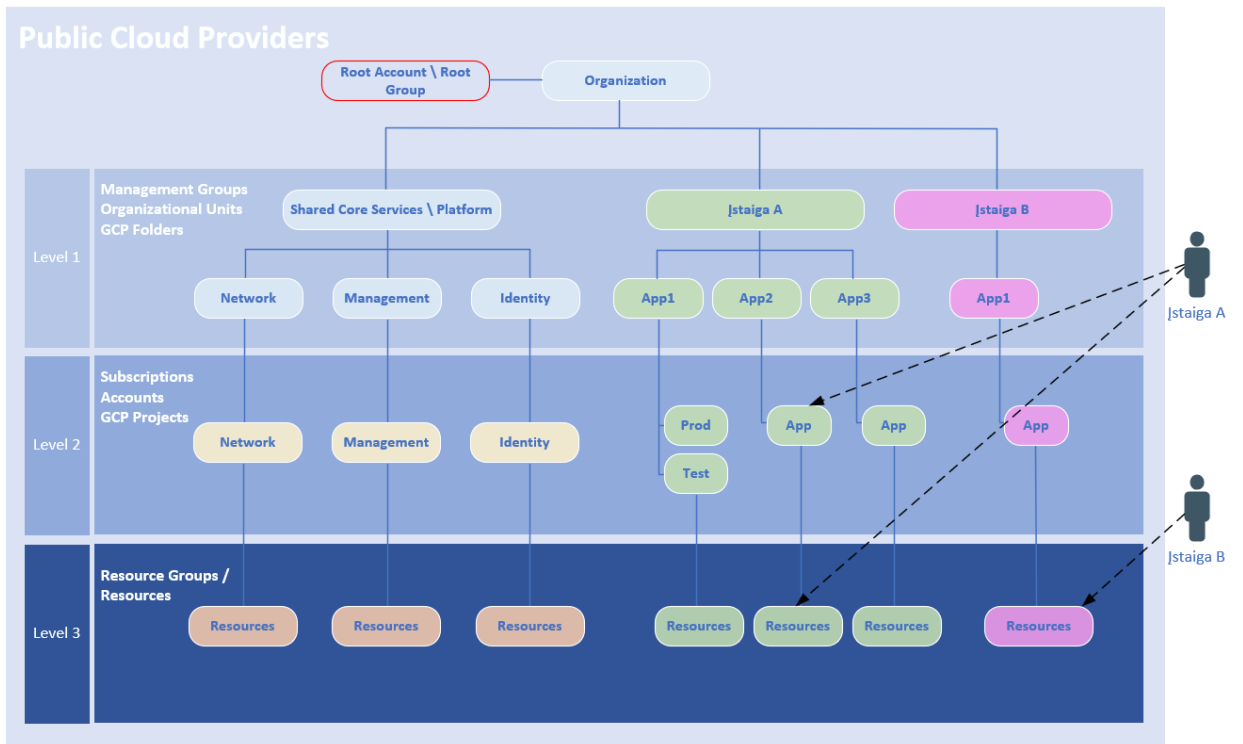 Public Cloud Providers
Root Account \ Root
Group
Organization
Level 1
Management Groups
Organizational Units
GCP Folders
Shared Core Services \ Platform
Įstaiga A
Įstaiga B
Network
Management
Identity
App1
App2
App3
App1
Įstaiga A
Level 2
Subscriptions
Accounts
GCP Projects
Network
Management
Identity
Prod
Test
App
App
App
Įstaiga B
Level 3
Resource Groups /
Resources
Resources
Resources
Resources
Resources
Resources
Resources
Resources